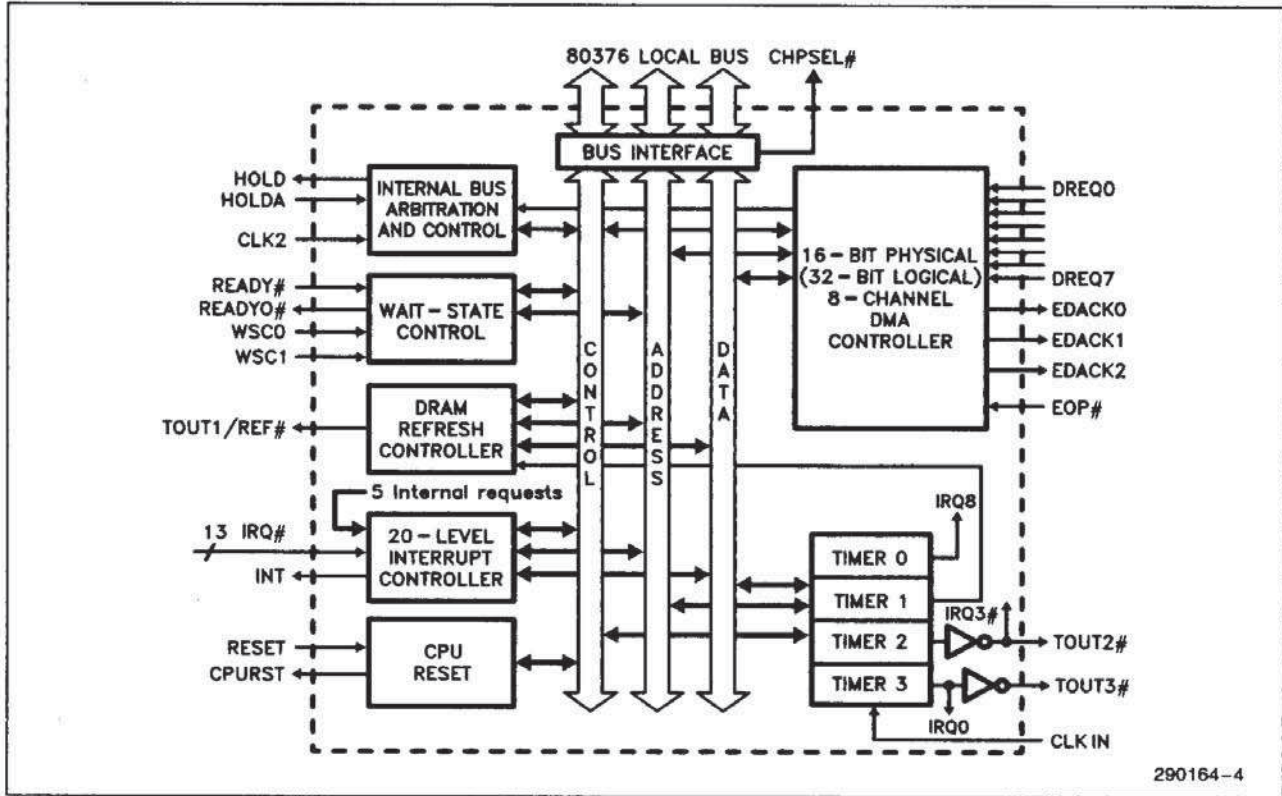 80376 LOCAL BUS
CHPSEL#
BUS INTERFACE
HOLD
HOLDA
CLK2
INTERNAL BUS
ARBITRATION
AND CONTROL
READY#
READYO#
WSC0
WSC1
WAIT-STATE
CONTROL
TOUT1/REF#
DRAM
REFRESH
CONTROLLER
5 Internal requests
13 IRQ#
INT
20-LEVEL
INTERRUPT
CONTROLLER
RESET
CPURST
CPU
RESET
CONTROL
ADDRESS
DATA
16-BIT PHYSICAL
(32-BIT LOGICAL)
8-CHANNEL
DMA
CONTROLLER
DREQ0
DREQ7
EDACK0
EDACK1
EDACK2
EOP#
IRQ8
TIMER 0
TIMER 1
TIMER 2
TIMER 3
IRQ3#
TOUT2#
TOUT3#
IRQ0
CLKIN
290164-4